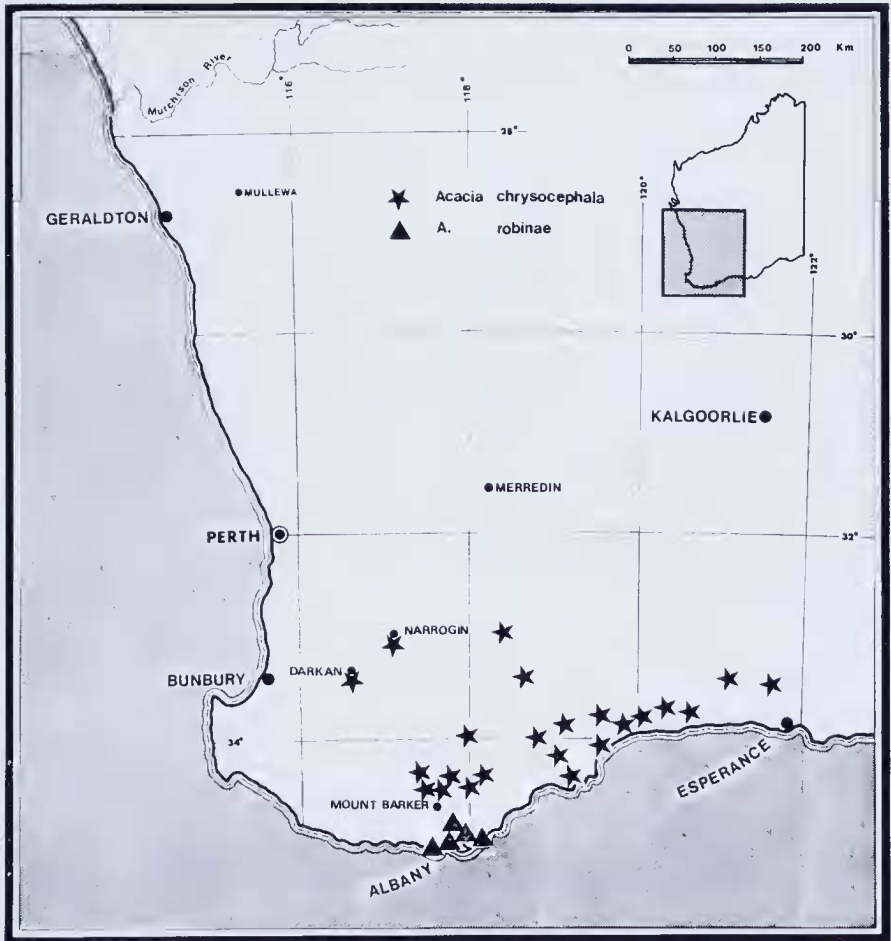 0 50 100 150 200 Km
Murchison River
116°
118°
28°
MULLEWA
Acacia chrysocephala
120°
GERALDTON
A. robinae
122°
30°
KALGOORLIE
MERREDIN
PERTH
32°
NARROGIN
DARKAN
BUNBURY
34°
ESPERANCE
MOUNT BARKER
ALBANY